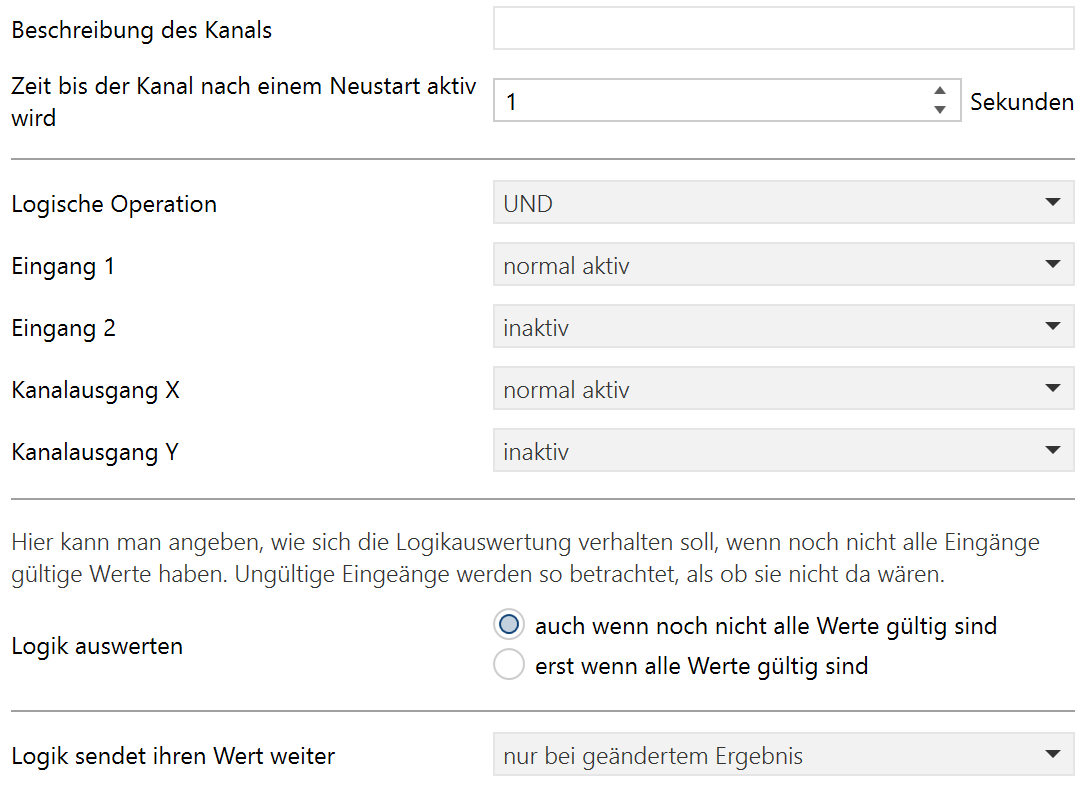 Beschreibung des Kanals
Zeit bis der Kanal nach einem Neustart aktiv
wird
1
Sekunden
Logische Operation
UND
Eingang 1
normal aktiv
Eingang 2
inaktiv
Kanalausgang X
normal aktiv
Kanalausgang Y
inaktiv
Hier kann man angeben, wie sich die Logikauswertung verhalten soll, wenn noch nicht alle Eingänge
gültige Werte haben. Ungültige Eingeänge werden so betrachtet, als ob sie nicht da wären.
Logik auswerten
auch wenn noch nicht alle Werte gültig sind
erst wenn alle Werte gültig sind
Logik sendet ihren Wert weiter
nur bei geändertem Ergebnis